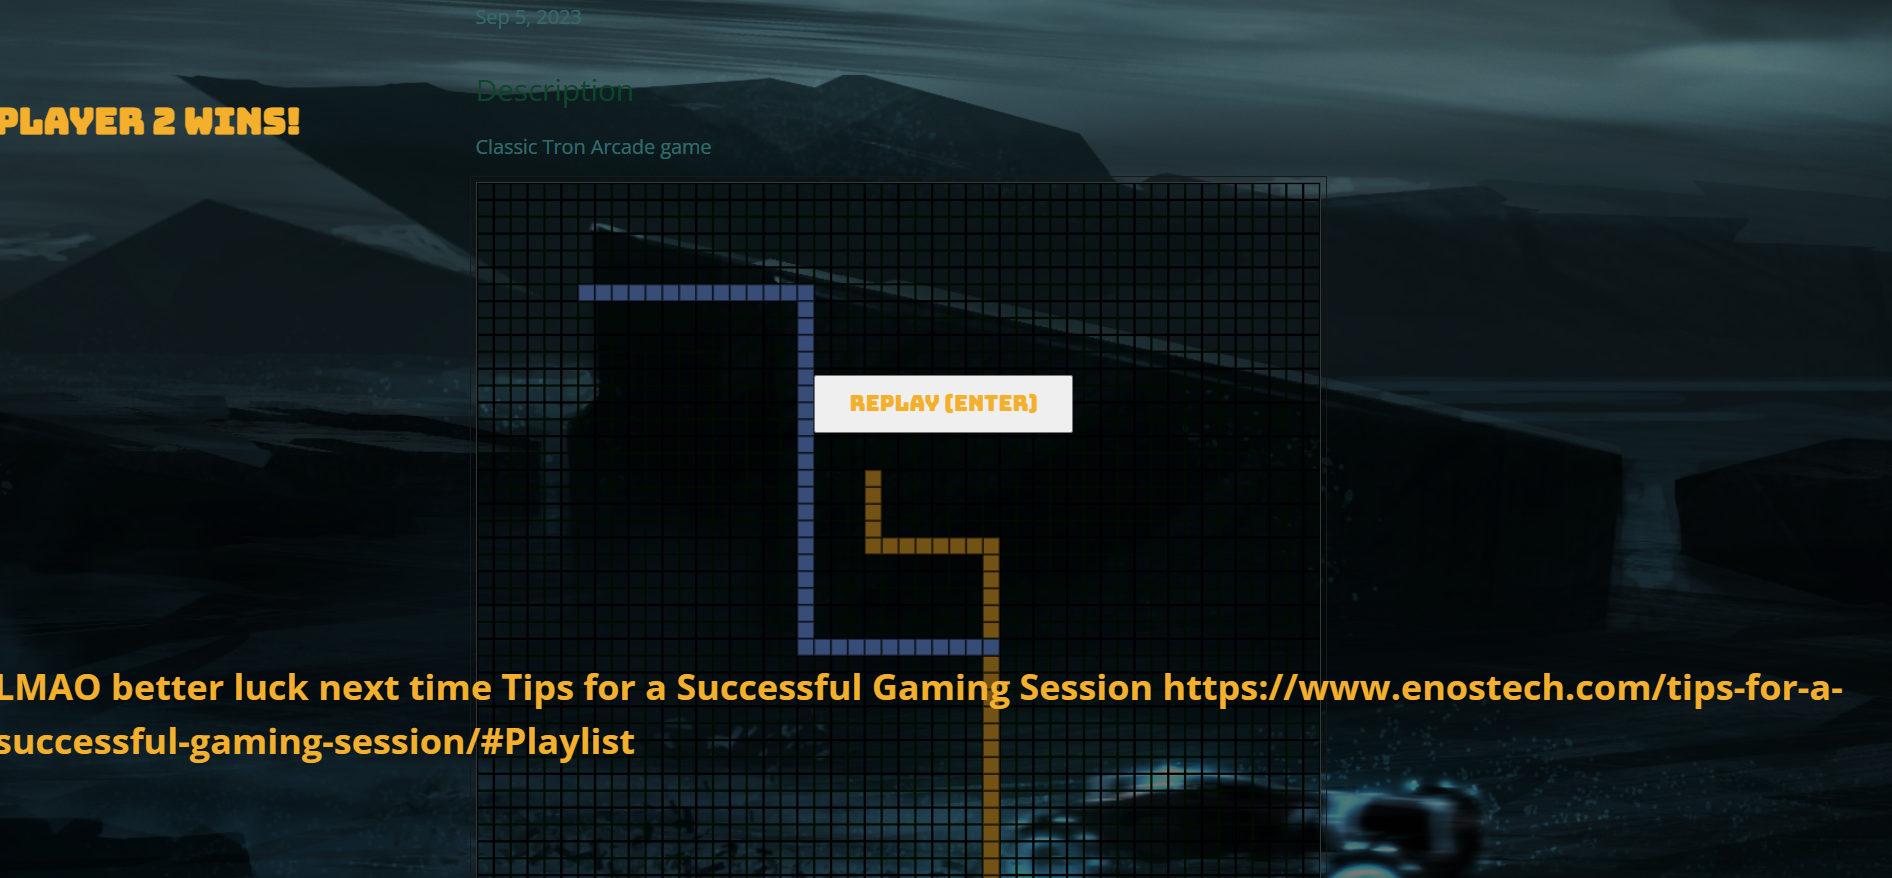 Sep 5, 2023
Description
PLAYER 2 WINS!
Classic Tron Arcade game
REPLAY (ENTER)
LMAO better luck next time Tips for a Successful Gaming Session https://www.enostech.com/tips-for-a-
successful-gaming-session/#Playlist